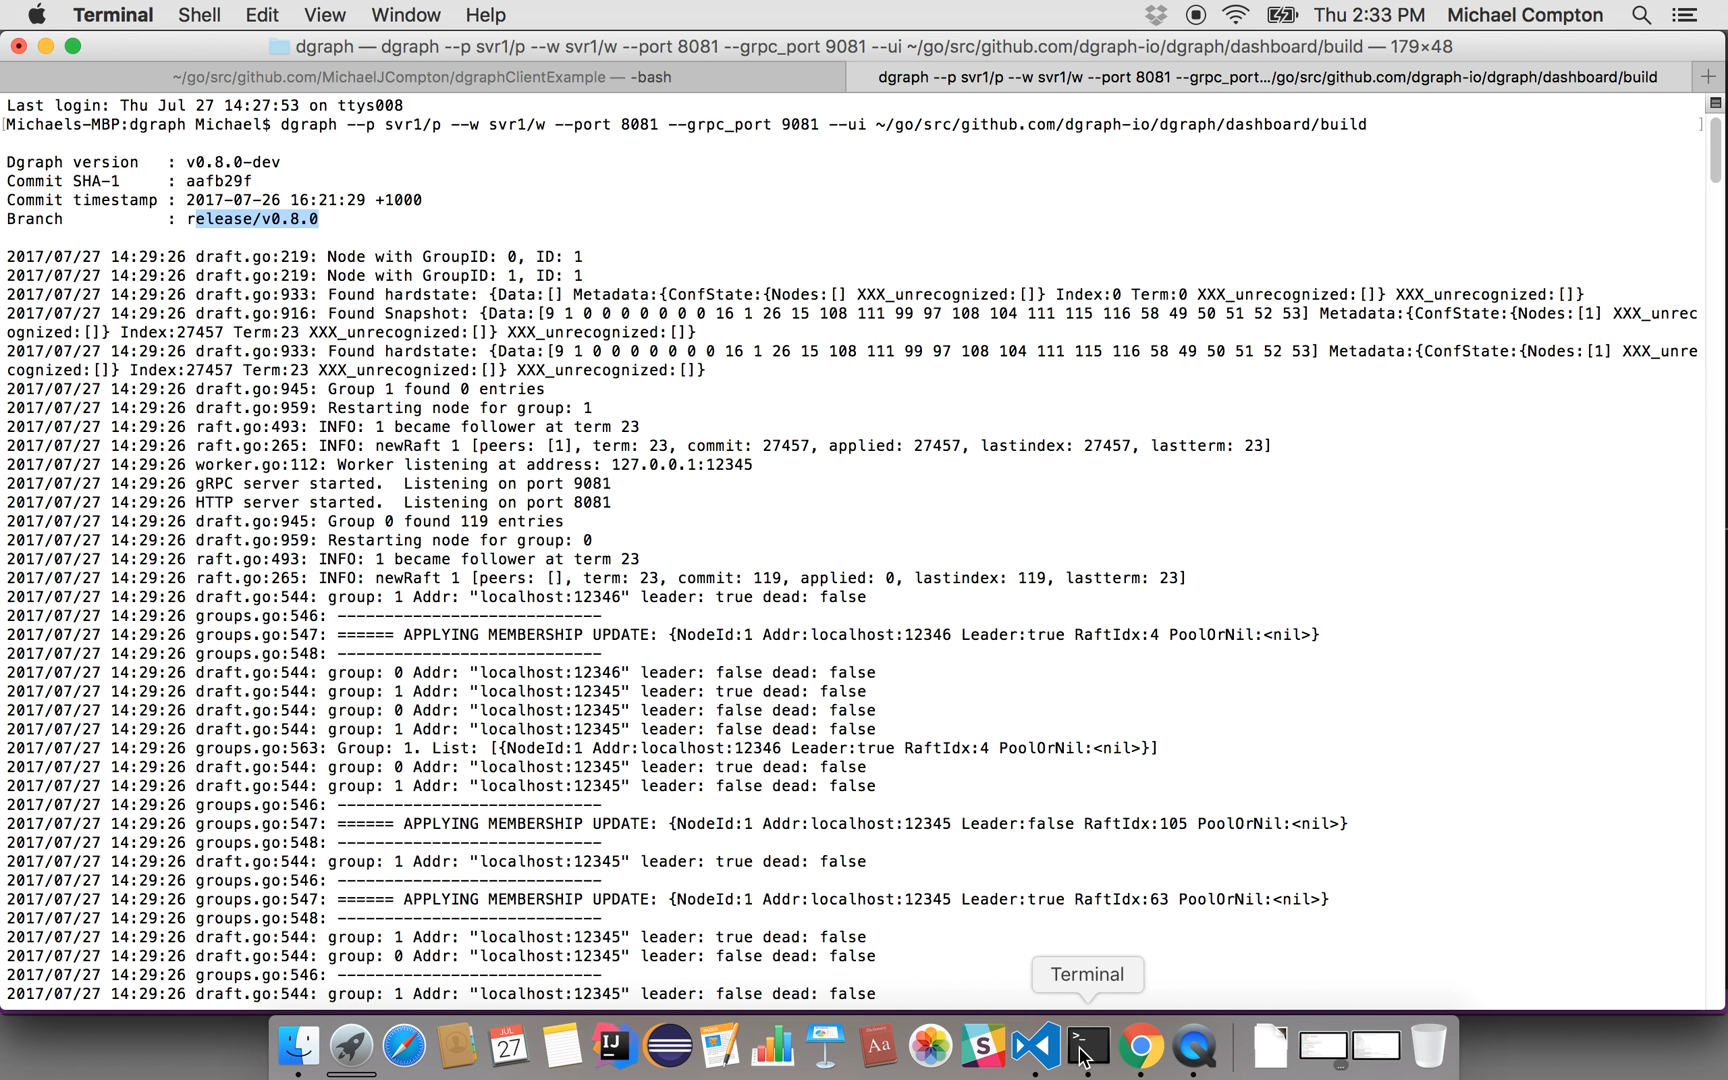 Terminal Shell Edit View Window Help Thu 2:33 PM Michael Compton
dgraph — dgraph --p svr1/p --w svr1/w --port 8081 --grpc_port 9081 --ui ~/go/src/github.com/dgraph-io/dgraph/dashboard/build — 179×48
~/go/src/github.com/MichaelJCompton/dgraphClientExample — -bash
dgraph --p svr1/p --w svr1/w --port 8081 --grpc_port.../go/src/github.com/dgraph-io/dgraph/dashboard/build
Last login: Thu Jul 27 14:27:53 on ttys008
[Michaels-MBP:dgraph Michael$ dgraph --p svr1/p --w svr1/w --port 8081 --grpc_port 9081 --ui ~/go/src/github.com/dgraph-io/dgraph/dashboard/build ]
Dgraph version : v0.8.0-dev
Commit SHA-1 : aafb29f
Commit timestamp : 2017-07-26 16:21:29 +1000
Branch : release/v0.8.0
2017/07/27 14:29:26 draft.go:219: Node with GroupID: 0, ID: 1
2017/07/27 14:29:26 draft.go:219: Node with GroupID: 1, ID: 1
2017/07/27 14:29:26 draft.go:933: Found hardstate: {Data:[] Metadata:{ConfState:{Nodes:[] XXX_unrecognized:[]} Index:0 Term:0 XXX_unrecognized:[]} XXX_unrecognized:[]}
2017/07/27 14:29:26 draft.go:916: Found Snapshot: {Data:[9 1 0 0 0 0 0 0 0 16 1 26 15 108 111 99 97 108 104 111 115 116 58 49 50 51 52 53] Metadata:{ConfState:{Nodes:[1] XXX_unrec
ognized:[]} Index:27457 Term:23 XXX_unrecognized:[]} XXX_unrecognized:[]}
2017/07/27 14:29:26 draft.go:933: Found hardstate: {Data:[9 1 0 0 0 0 0 0 0 16 1 26 15 108 111 99 97 108 104 111 115 116 58 49 50 51 52 53] Metadata:{ConfState:{Nodes:[1] XXX_unre
cognized:[]} Index:27457 Term:23 XXX_unrecognized:[]} XXX_unrecognized:[]}
2017/07/27 14:29:26 draft.go:945: Group 1 found 0 entries
2017/07/27 14:29:26 draft.go:959: Restarting node for group: 1
2017/07/27 14:29:26 raft.go:493: INFO: 1 became follower at term 23
2017/07/27 14:29:26 raft.go:265: INFO: newRaft 1 [peers: [1], term: 23, commit: 27457, applied: 27457, lastindex: 27457, lastterm: 23]
2017/07/27 14:29:26 worker.go:112: Worker listening at address: 127.0.0.1:12345
2017/07/27 14:29:26 gRPC server started.  Listening on port 9081
2017/07/27 14:29:26 HTTP server started.  Listening on port 8081
2017/07/27 14:29:26 draft.go:945: Group 0 found 119 entries
2017/07/27 14:29:26 draft.go:959: Restarting node for group: 0
2017/07/27 14:29:26 raft.go:493: INFO: 1 became follower at term 23
2017/07/27 14:29:26 raft.go:265: INFO: newRaft 1 [peers: [], term: 23, commit: 119, applied: 0, lastindex: 119, lastterm: 23]
2017/07/27 14:29:26 draft.go:544: group: 1 Addr: "localhost:12346" leader: true dead: false
2017/07/27 14:29:26 groups.go:546: ----------------------------
2017/07/27 14:29:26 groups.go:547: ====== APPLYING MEMBERSHIP UPDATE: {NodeId:1 Addr:localhost:12346 Leader:true RaftIdx:4 PoolOrNil:<nil>}
2017/07/27 14:29:26 groups.go:548: ----------------------------
2017/07/27 14:29:26 draft.go:544: group: 0 Addr: "localhost:12346" leader: false dead: false
2017/07/27 14:29:26 draft.go:544: group: 1 Addr: "localhost:12345" leader: true dead: false
2017/07/27 14:29:26 draft.go:544: group: 0 Addr: "localhost:12345" leader: false dead: false
2017/07/27 14:29:26 draft.go:544: group: 1 Addr: "localhost:12345" leader: false dead: false
2017/07/27 14:29:26 groups.go:563: Group: 1. List: [{NodeId:1 Addr:localhost:12346 Leader:true RaftIdx:4 PoolOrNil:<nil>}]
2017/07/27 14:29:26 draft.go:544: group: 0 Addr: "localhost:12345" leader: true dead: false
2017/07/27 14:29:26 draft.go:544: group: 1 Addr: "localhost:12345" leader: false dead: false
2017/07/27 14:29:26 groups.go:546: ----------------------------
2017/07/27 14:29:26 groups.go:547: ====== APPLYING MEMBERSHIP UPDATE: {NodeId:1 Addr:localhost:12345 Leader:false RaftIdx:105 PoolOrNil:<nil>}
2017/07/27 14:29:26 groups.go:548: ----------------------------
2017/07/27 14:29:26 draft.go:544: group: 1 Addr: "localhost:12345" leader: true dead: false
2017/07/27 14:29:26 groups.go:546: ----------------------------
2017/07/27 14:29:26 groups.go:547: ====== APPLYING MEMBERSHIP UPDATE: {NodeId:1 Addr:localhost:12345 Leader:true RaftIdx:63 PoolOrNil:<nil>}
2017/07/27 14:29:26 groups.go:548: ----------------------------
2017/07/27 14:29:26 draft.go:544: group: 1 Addr: "localhost:12345" leader: true dead: false
2017/07/27 14:29:26 draft.go:544: group: 0 Addr: "localhost:12345" leader: false dead: false
2017/07/27 14:29:26 groups.go:546: ----------------------------
2017/07/27 14:29:26 draft.go:544: group: 1 Addr: "localhost:12345" leader: false dead: false
Terminal
JUL
27
IJ
Aa
S